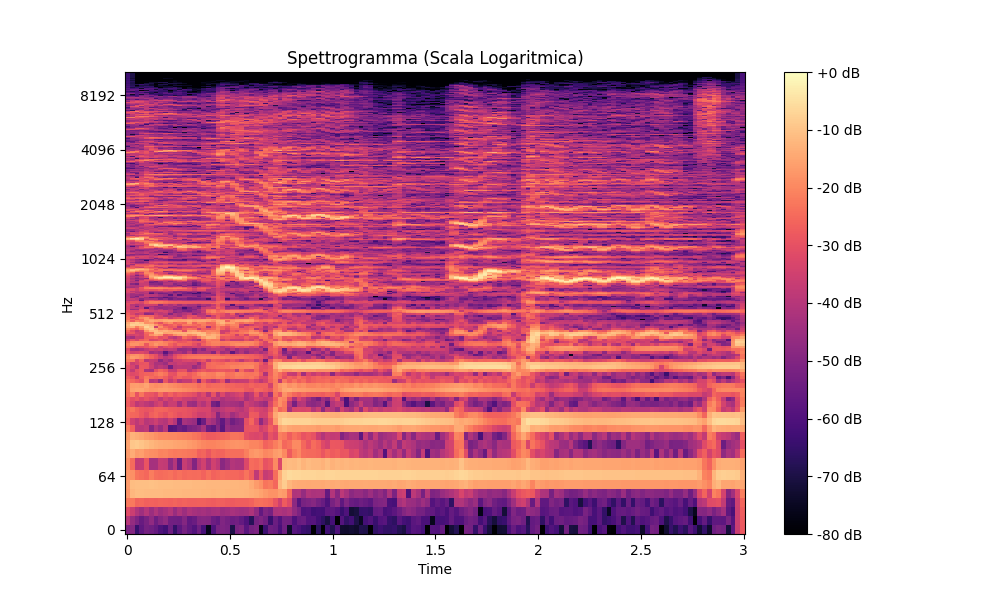 Spettrogramma (Scala Logaritmica)
Hz
8192
4096
2048
1024
512
256
128
64
0
0
0.5
1
1.5
2
2.5
3
Time
+0 dB
-10 dB
-20 dB
-30 dB
-40 dB
-50 dB
-60 dB
-70 dB
-80 dB